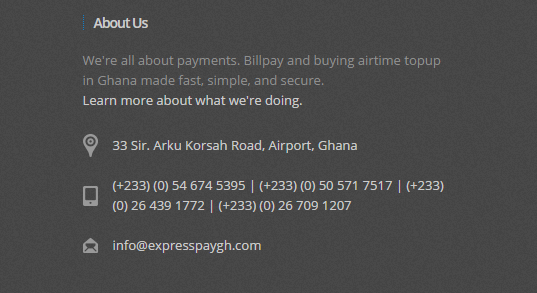 About Us
We're all about payments. Billpay and buying airtime topup
in Ghana made fast, simple, and secure.
Learn more about what we're doing.
33 Sir. Arku Korsah Road, Airport, Ghana
(+233) (0) 54 674 5395 | (+233) (0) 50 571 7517 | (+233)
(0) 26 439 1772 | (+233) (0) 26 709 1207
info@expresspaygh.com